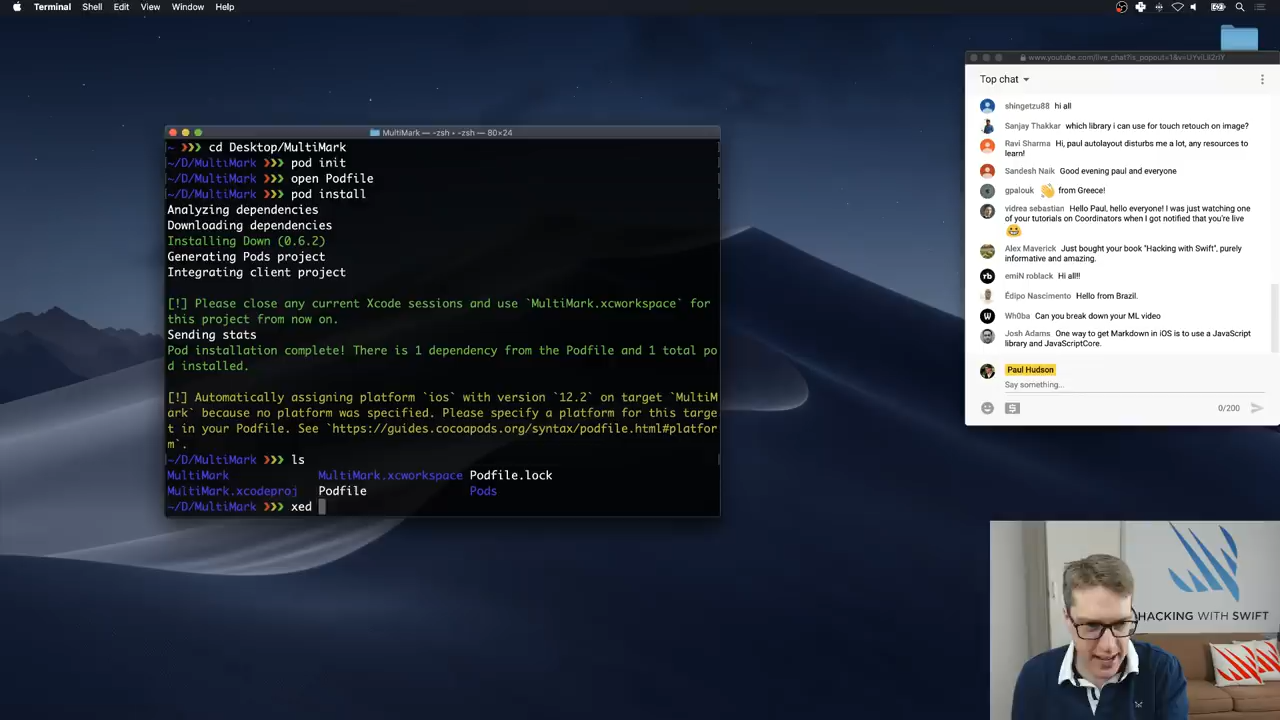 Terminal Shell Edit View Window Help
www.youtube.com/live_chat?is_popout=1&v=
Top chat
shingetzu88 hi all
Sanjay Thakkar which library i can use for touch retouch on image?
Ravi Sharma Hi, paul autolayout disturbs me a lot, any resources to
learn!
Sandesh Naik Good evening paul and everyone
gpalouk 👋 from Greece!
vidrea sebastian Hello Paul, hello everyone! I was just watching one
of your tutorials on Coordinators when I got notified that you're live
😀
Alex Maverick Just bought your book "Hacking with Swift", purely
informative and amazing.
rb emiN roblack Hi all!!
Édipo Nascimento Hello from Brazil.
W Wh0ba Can you break down your ML video
Josh Adams One way to get Markdown in iOS is to use a JavaScript
library and JavaScriptCore.
Paul Hudson
Say something...
0/200
MultiMark — -zsh · -zsh — 80×24
~ ❯❯❯ cd Desktop/MultiMark
~/D/MultiMark ❯❯❯ pod init
~/D/MultiMark ❯❯❯ open Podfile
~/D/MultiMark ❯❯❯ pod install
Analyzing dependencies
Downloading dependencies
Installing Down (0.6.2)
Generating Pods project
Integrating client project
[!] Please close any current Xcode sessions and use `MultiMark.xcworkspace` for
this project from now on.
Sending stats
Pod installation complete! There is 1 dependency from the Podfile and 1 total po
d installed.
[!] Automatically assigning platform `ios` with version `12.2` on target `MultiM
ark` because no platform was specified. Please specify a platform for this targe
t in your Podfile. See `https://guides.cocoapods.org/syntax/podfile.html#platfor
m`.
~/D/MultiMark ❯❯❯ ls
MultiMark MultiMark.xcworkspace Podfile.lock
MultiMark.xcodeproj Podfile Pods
~/D/MultiMark ❯❯❯ xed
HACKING WITH SWIFT